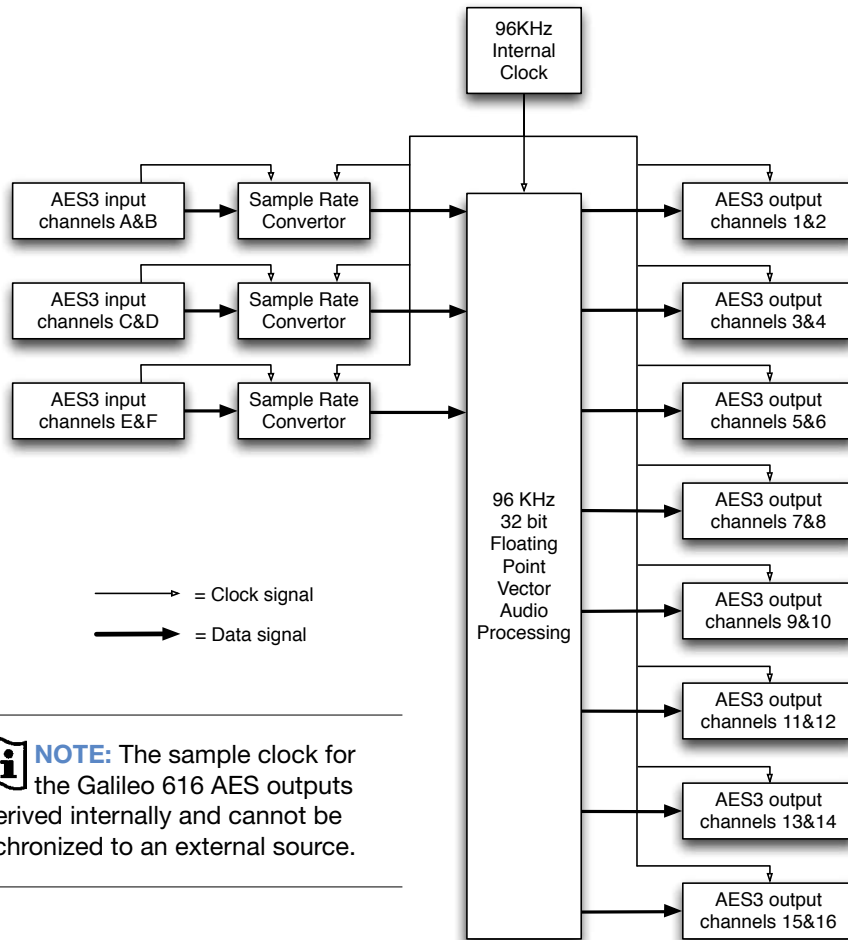 96KHz
Internal
Clock
AES3 input
channels A&B
Sample Rate
Convertor
AES3 output
channels 1&2
AES3 input
channels C&D
Sample Rate
Convertor
AES3 output
channels 3&4
AES3 input
channels E&F
Sample Rate
Convertor
AES3 output
channels 5&6
96 KHz
32 bit
Floating
Point
Vector
Audio
Processing
AES3 output
channels 7&8
AES3 output
channels 9&10
AES3 output
channels 11&12
AES3 output
channels 13&14
AES3 output
channels 15&16
= Clock signal
= Data signal
i NOTE: The sample clock for
the Galileo 616 AES outputs
erived internally and cannot be
chronized to an external source.